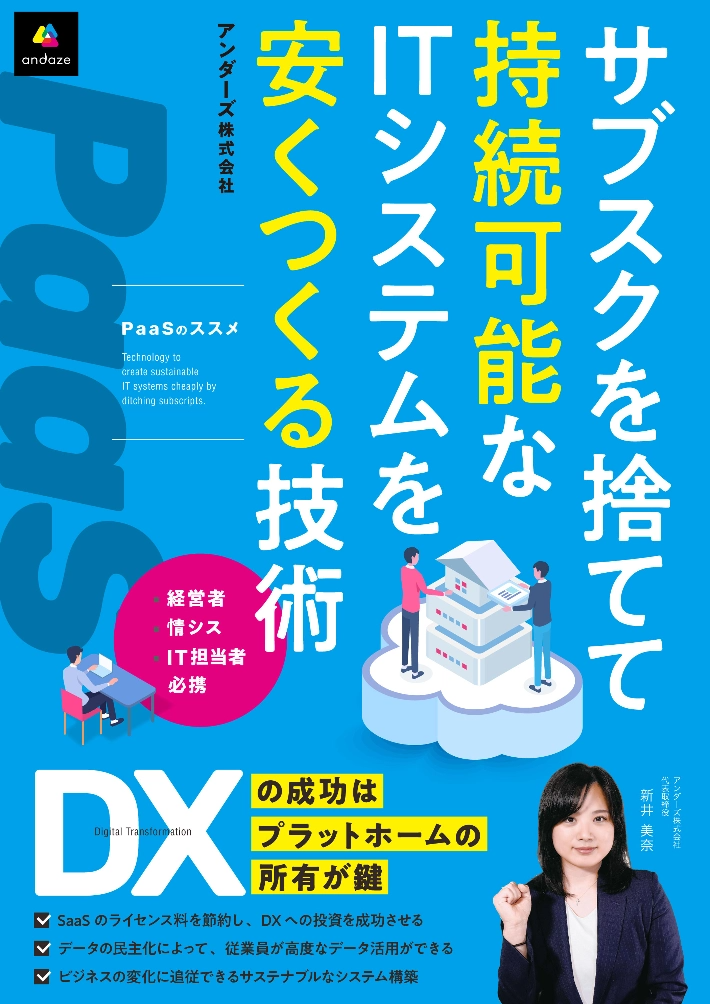 andaze
サブスクを捨てて
持続可能な
ITシステムを
安くつくる技術
アンダーズ株式会社
PaaS
PaaSのススメ
Technology to
create sustainable
IT systems cheaply by
ditching subscripts.
・経営者
・情シス
・IT担当者
必携
DX
Digital Transformation
の成功は
プラットホームの
所有が鍵
SaaSのライセンス料を節約し、DXへの投資を成功させる
データの民主化によって、従業員が高度なデータ活用ができる
ビジネスの変化に追従できるサステナブルなシステム構築
アンダーズ株式会社
代表取締役
新井 美奈